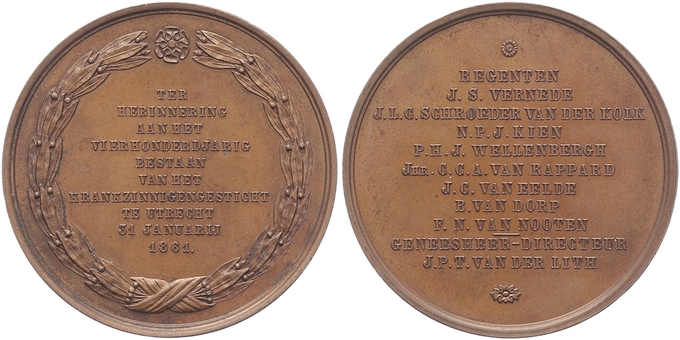 TER
HERINNERING
AAN HET
VIERHONDERDJARIG
BESTAAN
VAN HET
KRANKZINNIGENGESTICHT
TE UTRECHT
31 JANUARIJ
1861.
REGENTEN
J. S. VERNEDE
J.L.C. SCHROEDER VAN DER KOLK
N.P.J. KIEN
P.H.J. WELLENBERGH
JHR. C.C.A. VAN RAPPARD
J.C. VAN EELDE
B. VAN DORP
F. N. VAN NOOTEN
GENEESHEER-DIRECTEUR
J.P.T. VAN DER LITH